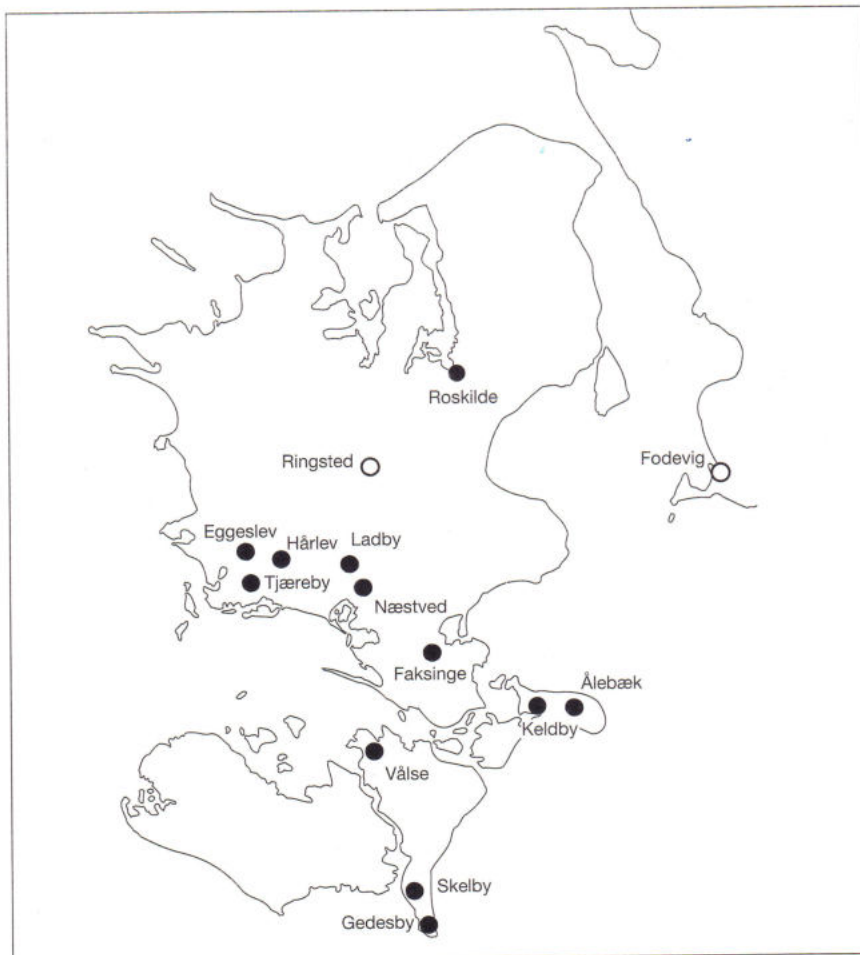 Roskilde
Ringsted
Fodevig
Eggeslev
Hårlev
Ladby
Tjæreby
Næstved
Faksinge
Ålebæk
Keldby
Vålse
Skelby
Gedesby